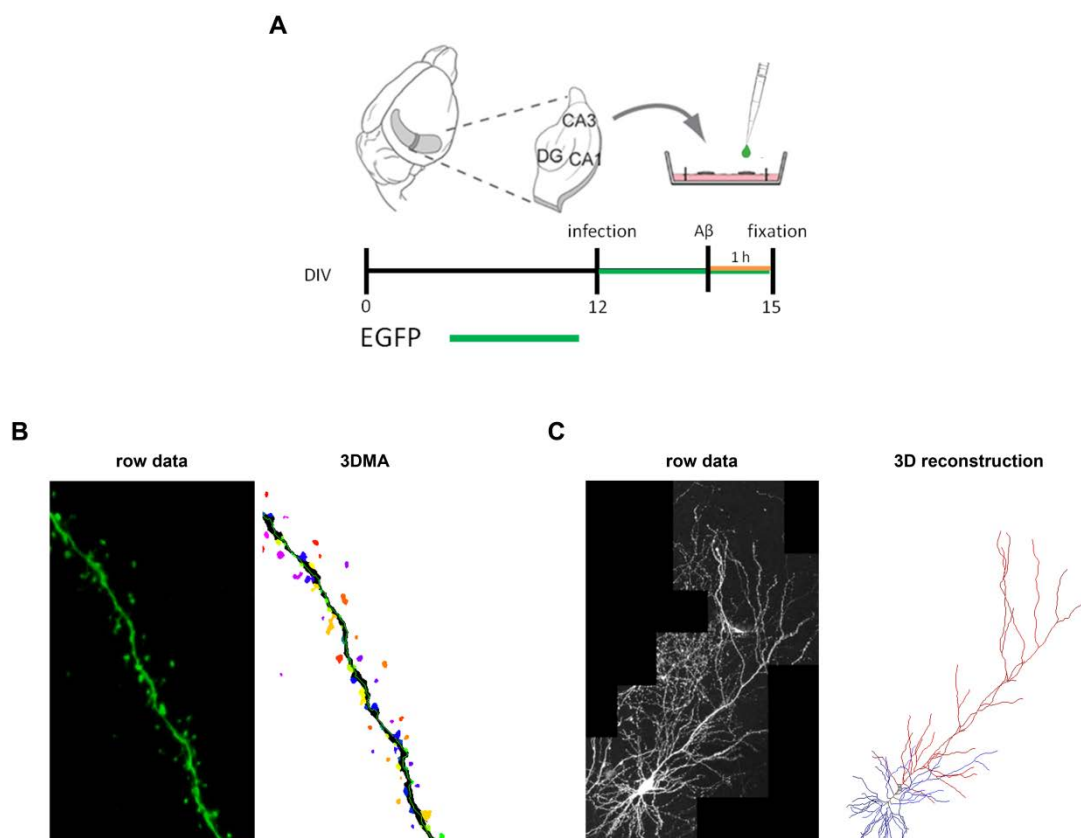 A
CA3
DG CA1
infection Aβ fixation
1 h
DIV
0 12 15
EGFP
B
row data 3DMA
C
row data 3D reconstruction